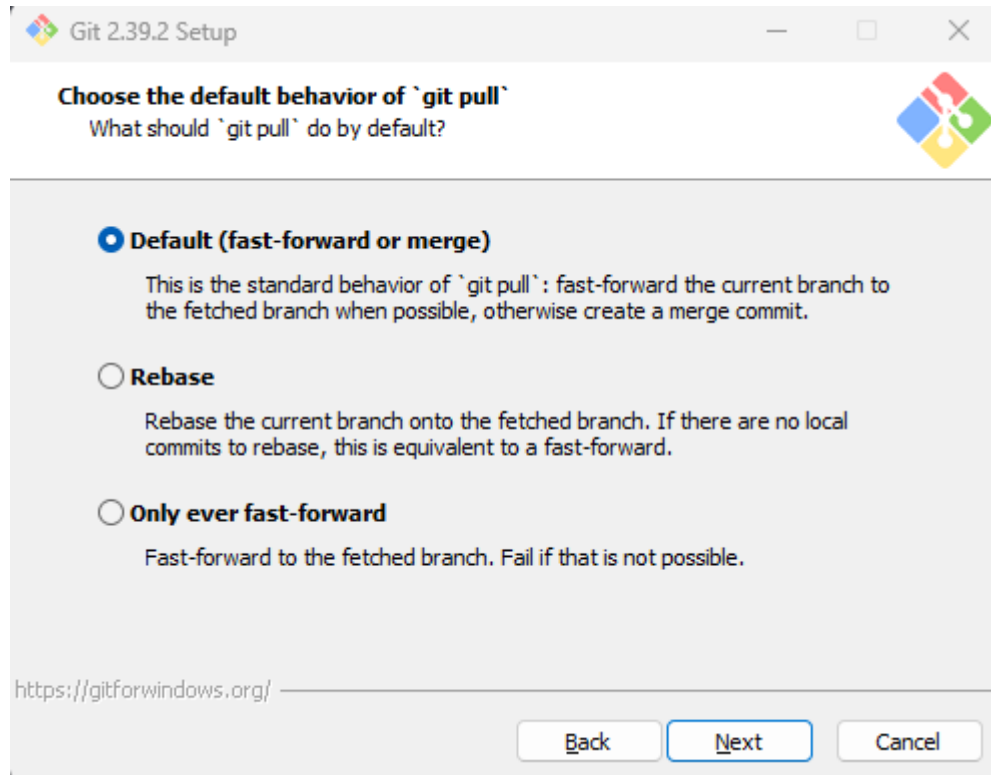 Git 2.39.2 Setup
Choose the default behavior of `git pull`
What should `git pull` do by default?
Default (fast-forward or merge)
This is the standard behavior of `git pull`: fast-forward the current branch to
the fetched branch when possible, otherwise create a merge commit.
Rebase
Rebase the current branch onto the fetched branch. If there are no local
commits to rebase, this is equivalent to a fast-forward.
Only ever fast-forward
Fast-forward to the fetched branch. Fail if that is not possible.
https://gitforwindows.org/
Back Next Cancel